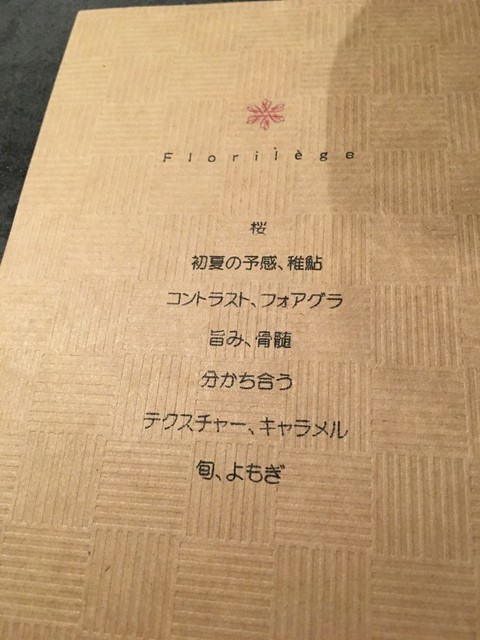 Florilège
桜
初夏の予感、稚鮎
コントラスト、フォアグラ
旨み、骨髄
分かち合う
テクスチャー、キャラメル
旬、よもぎ